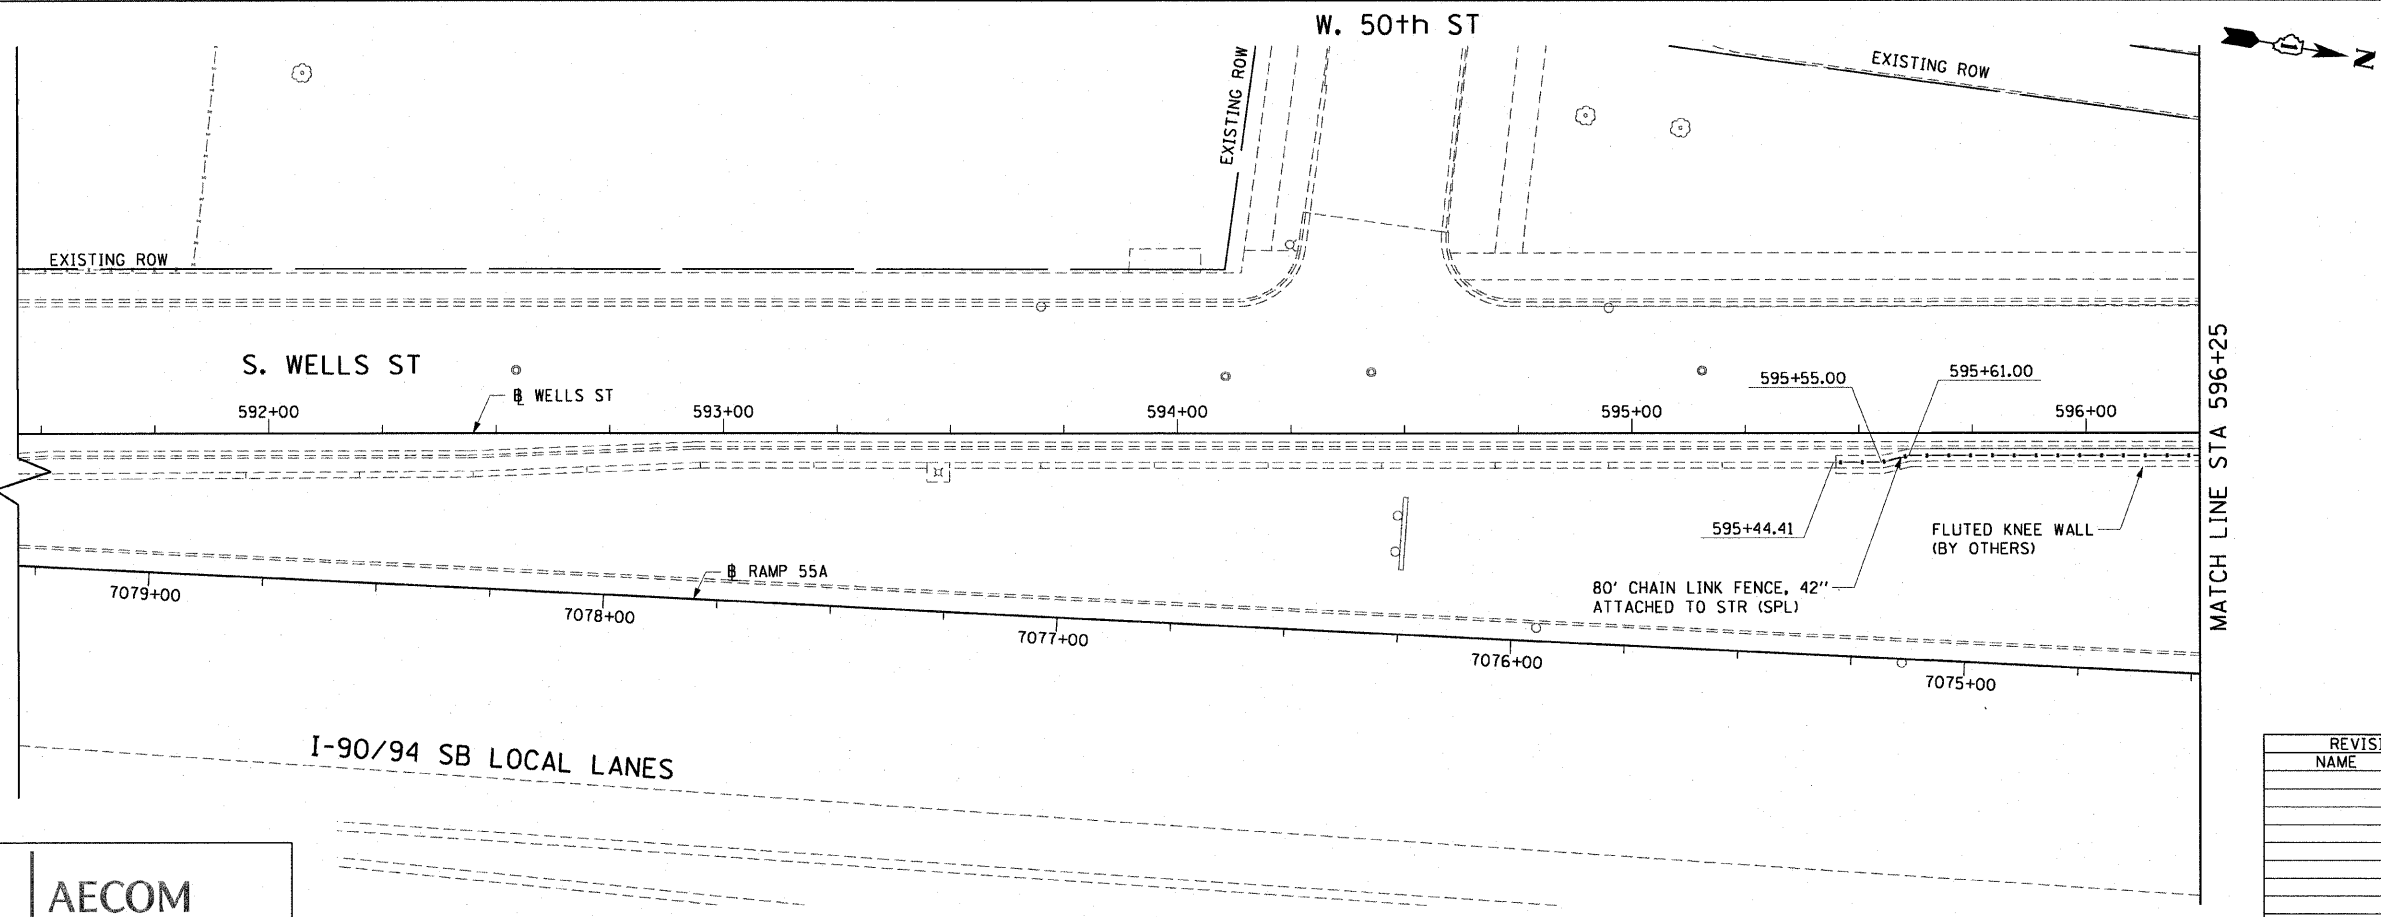 W. 50th ST
N
EXISTING ROW
EXISTING ROW
EXISTING ROW
S. WELLS ST
WELLS ST
592+00
593+00
594+00
595+00
596+00
595+55.00
595+61.00
MATCH LINE STA 596+25
595+44.41
FLUTED KNEE WALL
(BY OTHERS)
80' CHAIN LINK FENCE, 42"
ATTACHED TO STR (SPL)
RAMP 55A
7079+00
7078+00
7077+00
7076+00
7075+00
I-90/94 SB LOCAL LANES
REVISI
NAME
AECOM